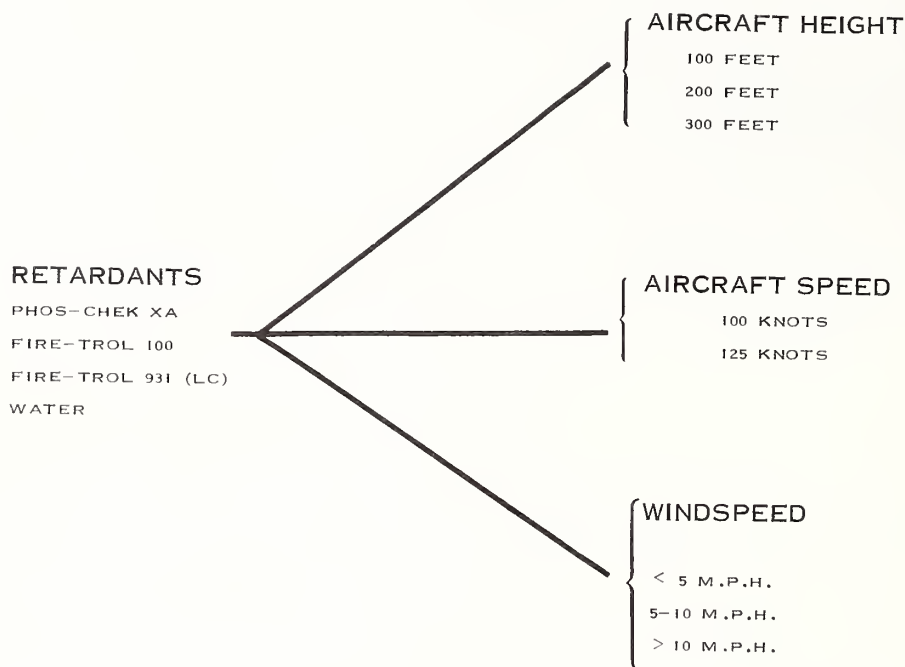 RETARDANTS
PHOS-CHEK XA
FIRE-TROL 100
FIRE-TROL 931 (LC)
WATER
AIRCRAFT HEIGHT
100 FEET
200 FEET
300 FEET
AIRCRAFT SPEED
100 KNOTS
125 KNOTS
WINDSPEED
< 5 M.P.H.
5-10 M.P.H.
> 10 M.P.H.